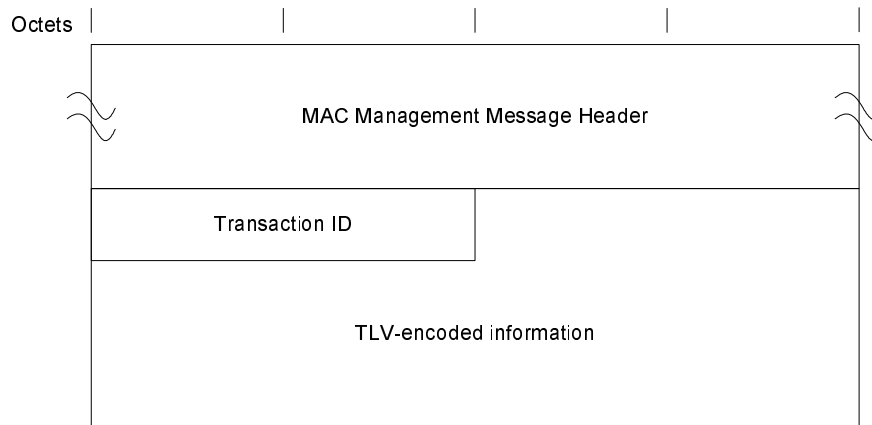 Octets
MAC Management Message Header
Transaction ID
TLV-encoded information